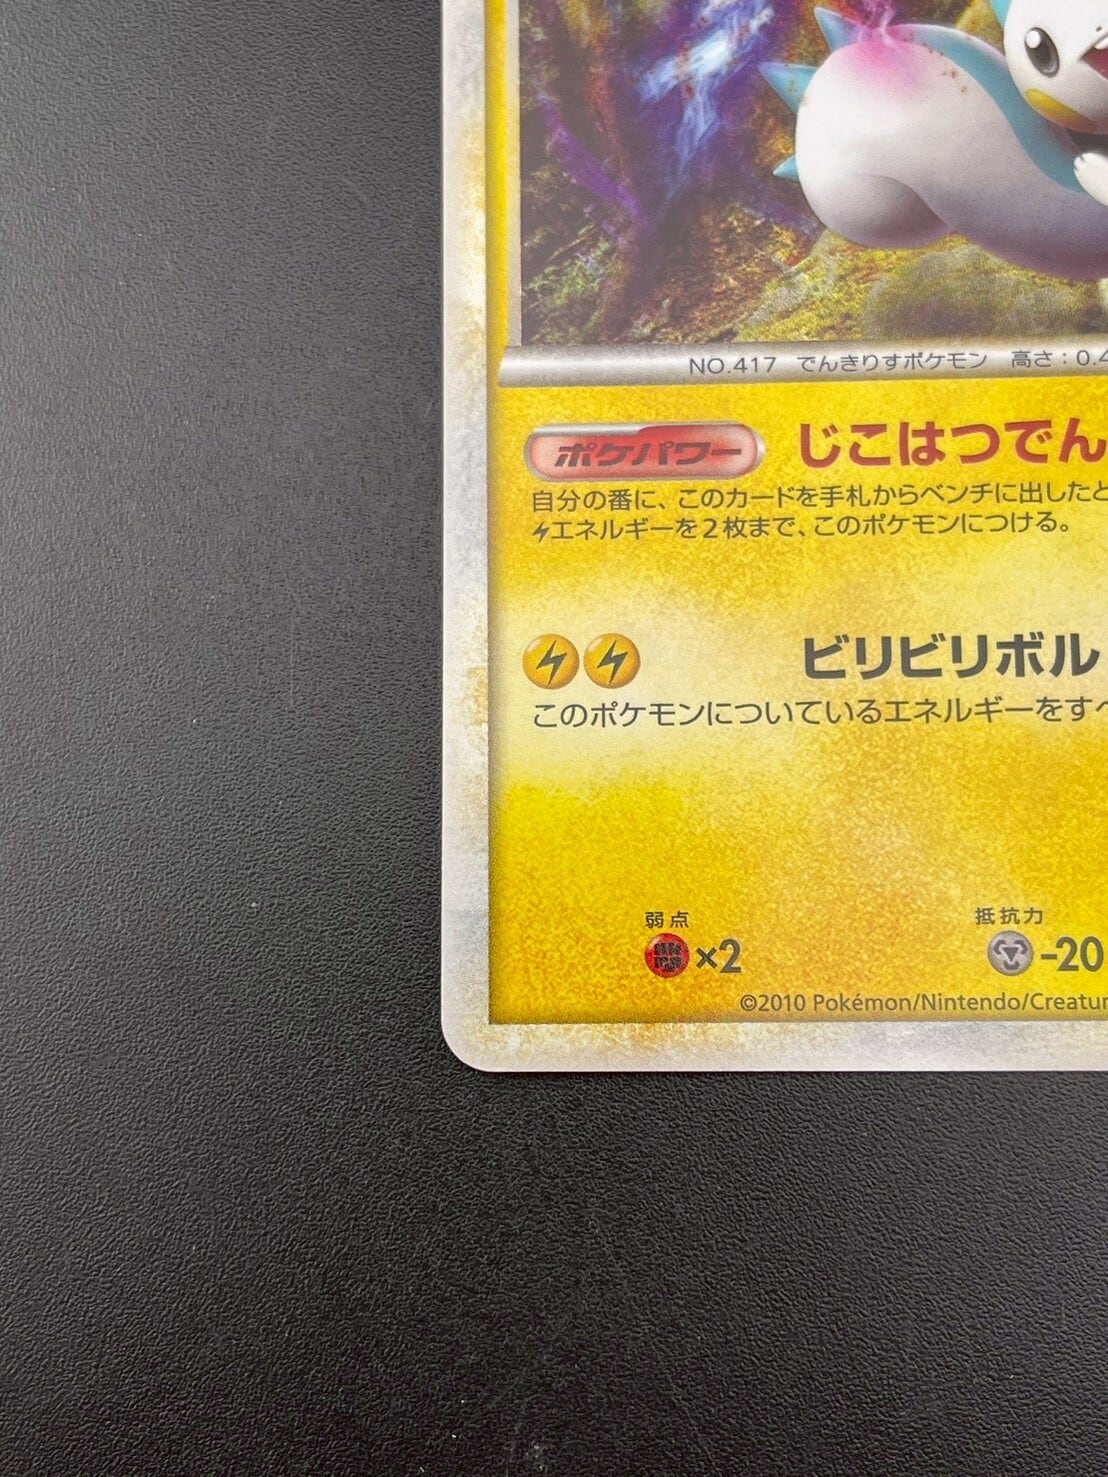 NO.417 でんきりすポケモン 高さ：0.4
ポケパワー じこはつでん
自分の番に、このカードを手札からベンチに出したと
エネルギーを2枚まで、このポケモンにつける。
ビリビリボル
このポケモンについているエネルギーをすべ
弱点 抵抗力
×2 -20
©2010 Pokémon/Nintendo/Creatur